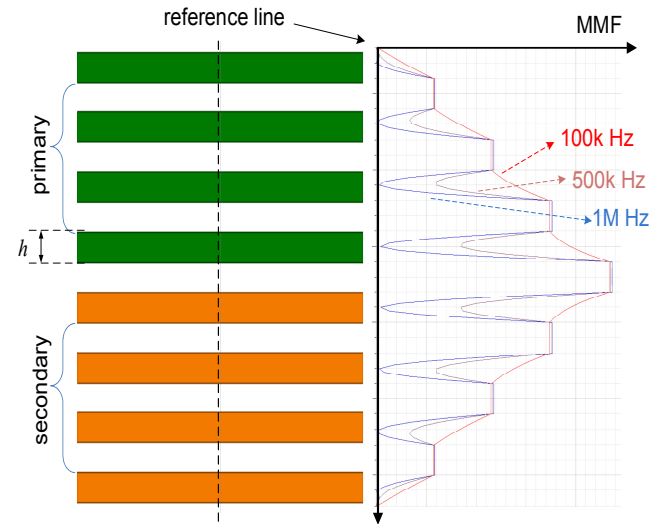 reference line
MMF
primary
100k Hz
500k Hz
1M Hz
h
secondary